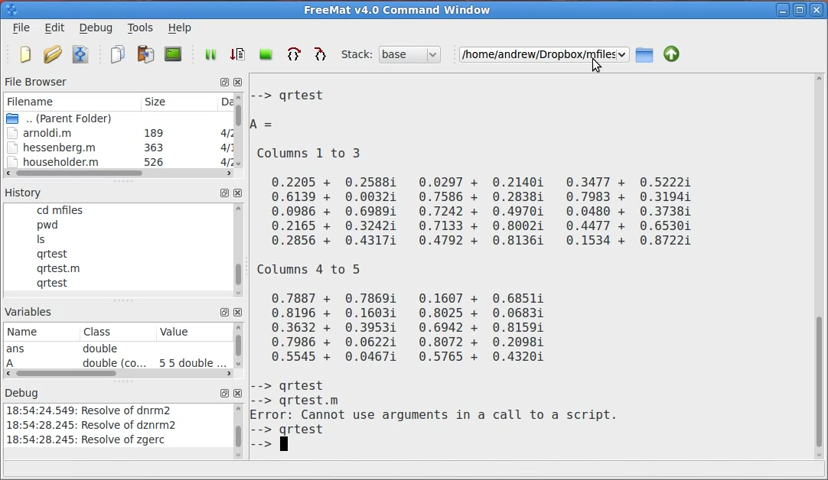 FreeMat v4.0 Command Window
File Edit Debug Tools Help
Stack: base /home/andrew/Dropbox/mfiles
File Browser
Filename Size Da
.. (Parent Folder)
arnoldi.m 189 4/2
hessenberg.m 363 4/1
householder.m 526 4/2
History
cd mfiles
pwd
ls
qrtest
qrtest.m
qrtest
Variables
Name Class Value
ans double
A double (co... 5 5 double ...
Debug
18:54:24.549: Resolve of dnrm2
18:54:28.245: Resolve of dznrm2
18:54:28.245: Resolve of zgerc
--> qrtest
A =
Columns 1 to 3
0.2205 + 0.2588i 0.0297 + 0.2140i 0.3477 + 0.5222i
0.6139 + 0.0032i 0.7586 + 0.2838i 0.7983 + 0.3194i
0.0986 + 0.6989i 0.7242 + 0.4970i 0.0480 + 0.3738i
0.2165 + 0.3242i 0.7133 + 0.8002i 0.4477 + 0.6530i
0.2856 + 0.4317i 0.4792 + 0.8136i 0.1534 + 0.8722i
Columns 4 to 5
0.7887 + 0.7869i 0.1607 + 0.6851i
0.8196 + 0.1603i 0.8025 + 0.0683i
0.3632 + 0.3953i 0.6942 + 0.8159i
0.7986 + 0.0622i 0.8072 + 0.2098i
0.5545 + 0.0467i 0.5765 + 0.4320i
--> qrtest
--> qrtest.m
Error: Cannot use arguments in a call to a script.
--> qrtest
-->